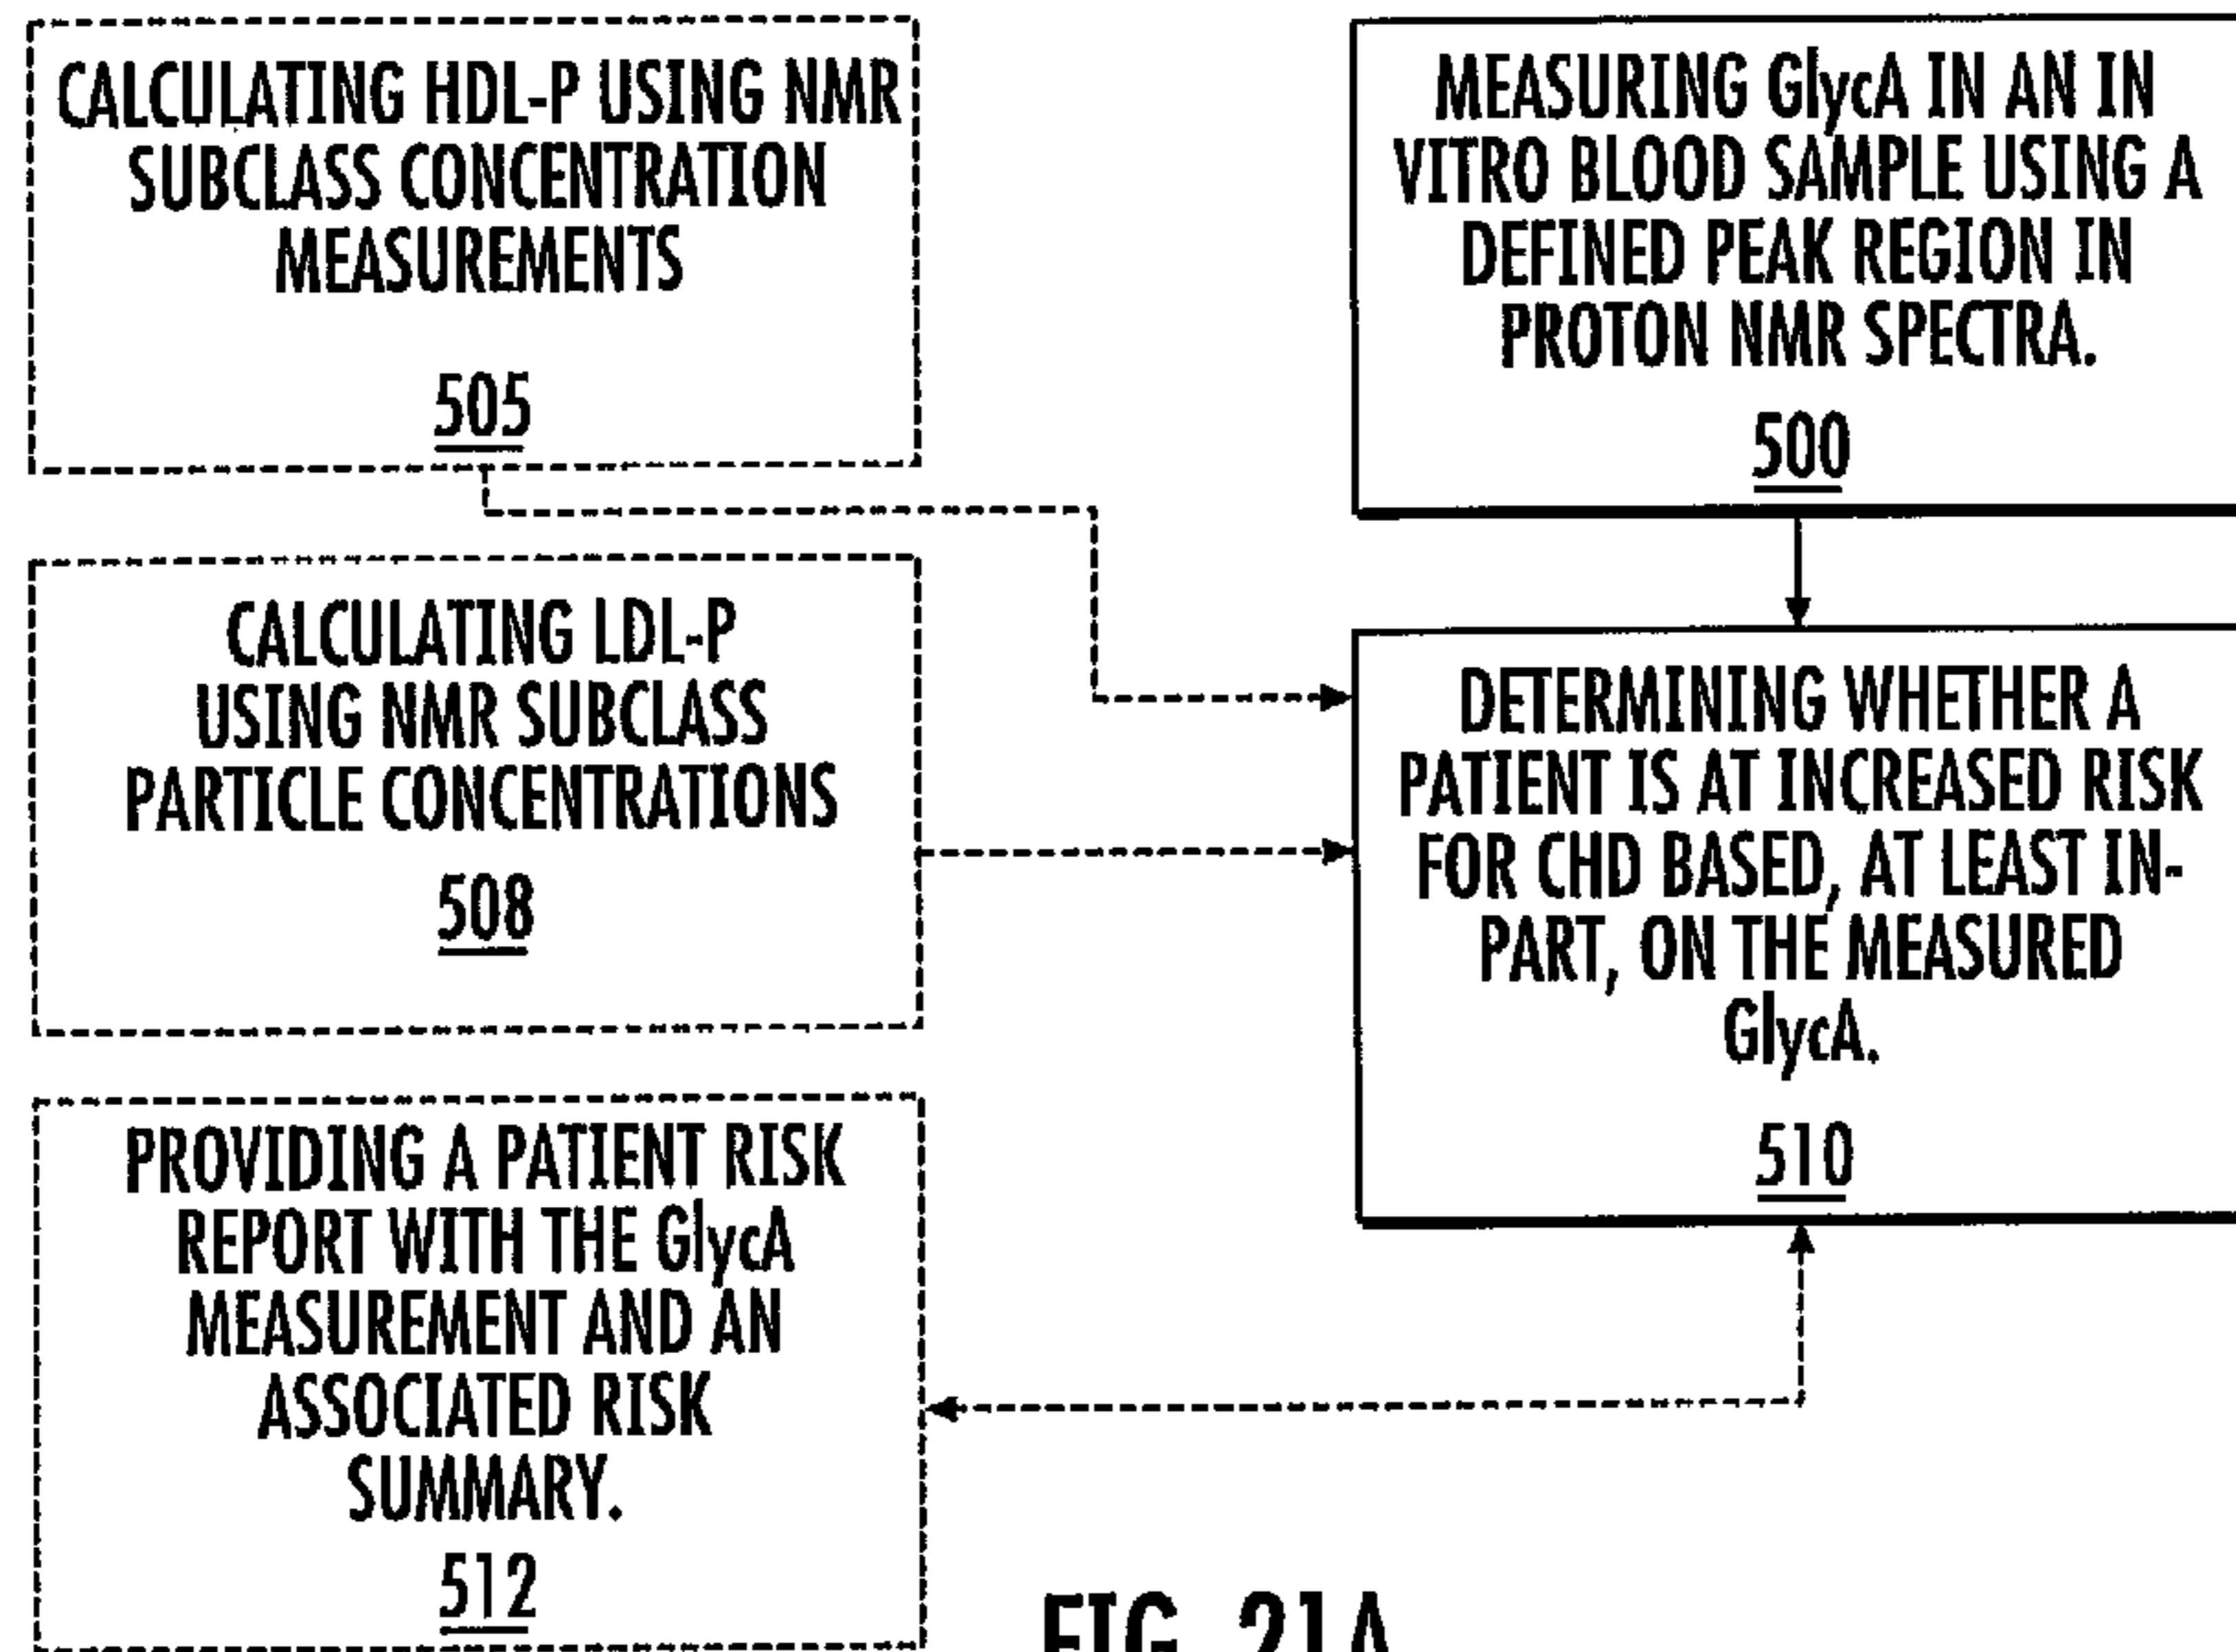 CALCULATING HDL-P USING NMR
SUBCLASS CONCENTRATION
MEASUREMENTS
505
MEASURING GlycA IN AN IN
VITRO BLOOD SAMPLE USING A
DEFINED PEAK REGION IN
PROTON NMR SPECTRA.
500
CALCULATING LDL-P
USING NMR SUBCLASS
PARTICLE CONCENTRATIONS
508
DETERMINING WHETHER A
PATIENT IS AT INCREASED RISK
FOR CHD BASED, AT LEAST IN-
PART, ON THE MEASURED
GlycA.
510
PROVIDING A PATIENT RISK
REPORT WITH THE GlycA
MEASUREMENT AND AN
ASSOCIATED RISK
SUMMARY.
512
FIG. 21A